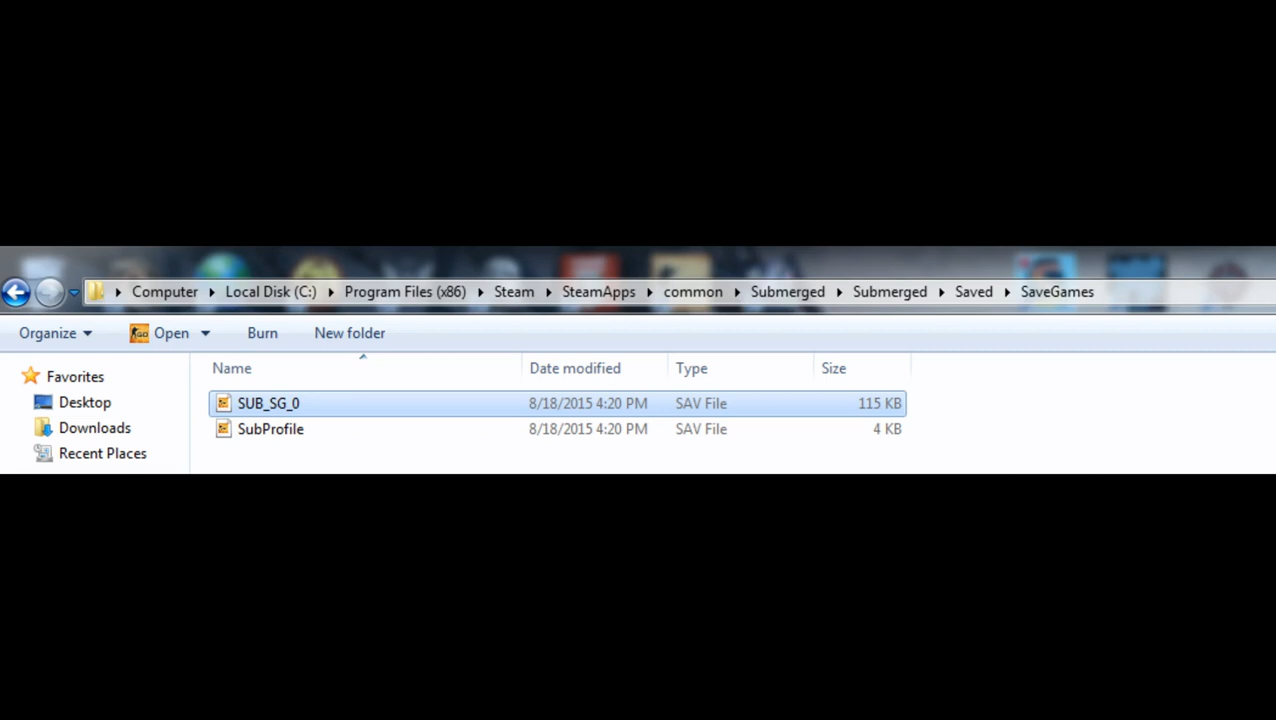 Computer Local Disk (C:) Program Files (x86) Steam SteamApps common Submerged Submerged Saved SaveGames
Organize GO Open Burn New folder
Name Date modified Type Size
Favorites
Desktop
Downloads
Recent Places
SUB_SG_0 8/18/2015 4:20 PM SAV File 115 KB
SubProfile 8/18/2015 4:20 PM SAV File 4 KB